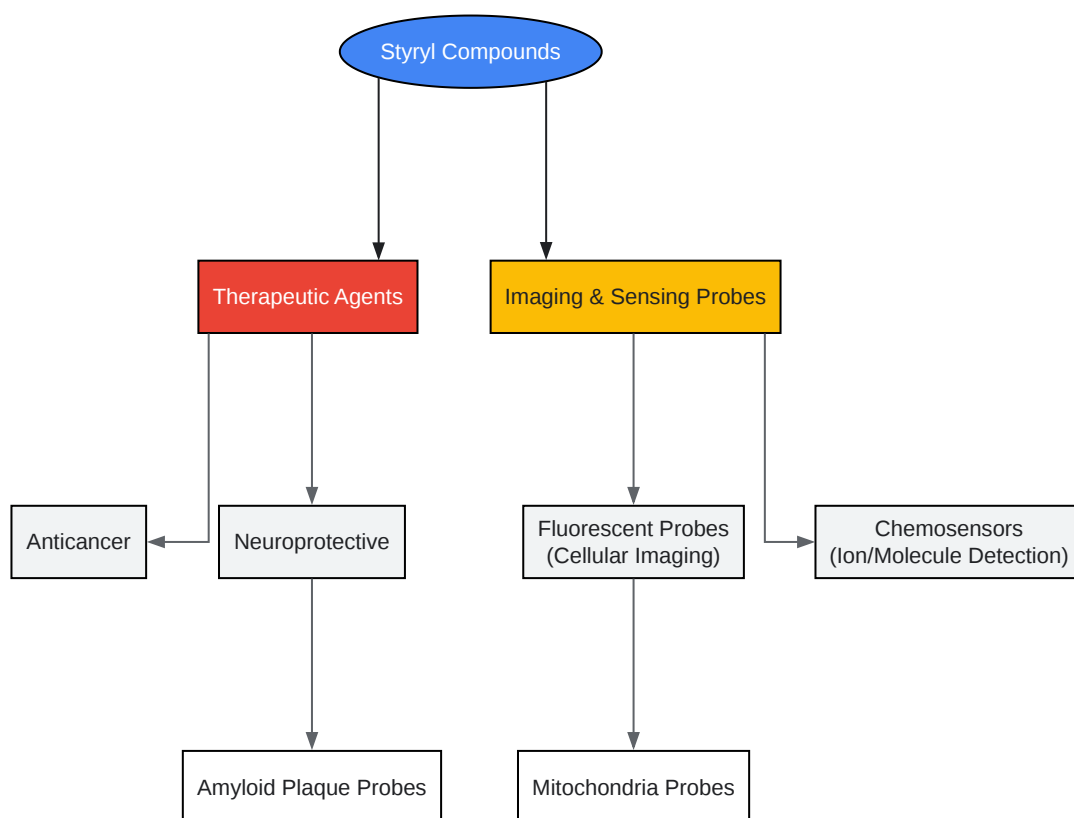 Styryl Compounds
Therapeutic Agents
Imaging & Sensing Probes
Anticancer
Neuroprotective
Fluorescent Probes
(Cellular Imaging)
Chemosensors
(Ion/Molecule Detection)
Amyloid Plaque Probes
Mitochondria Probes